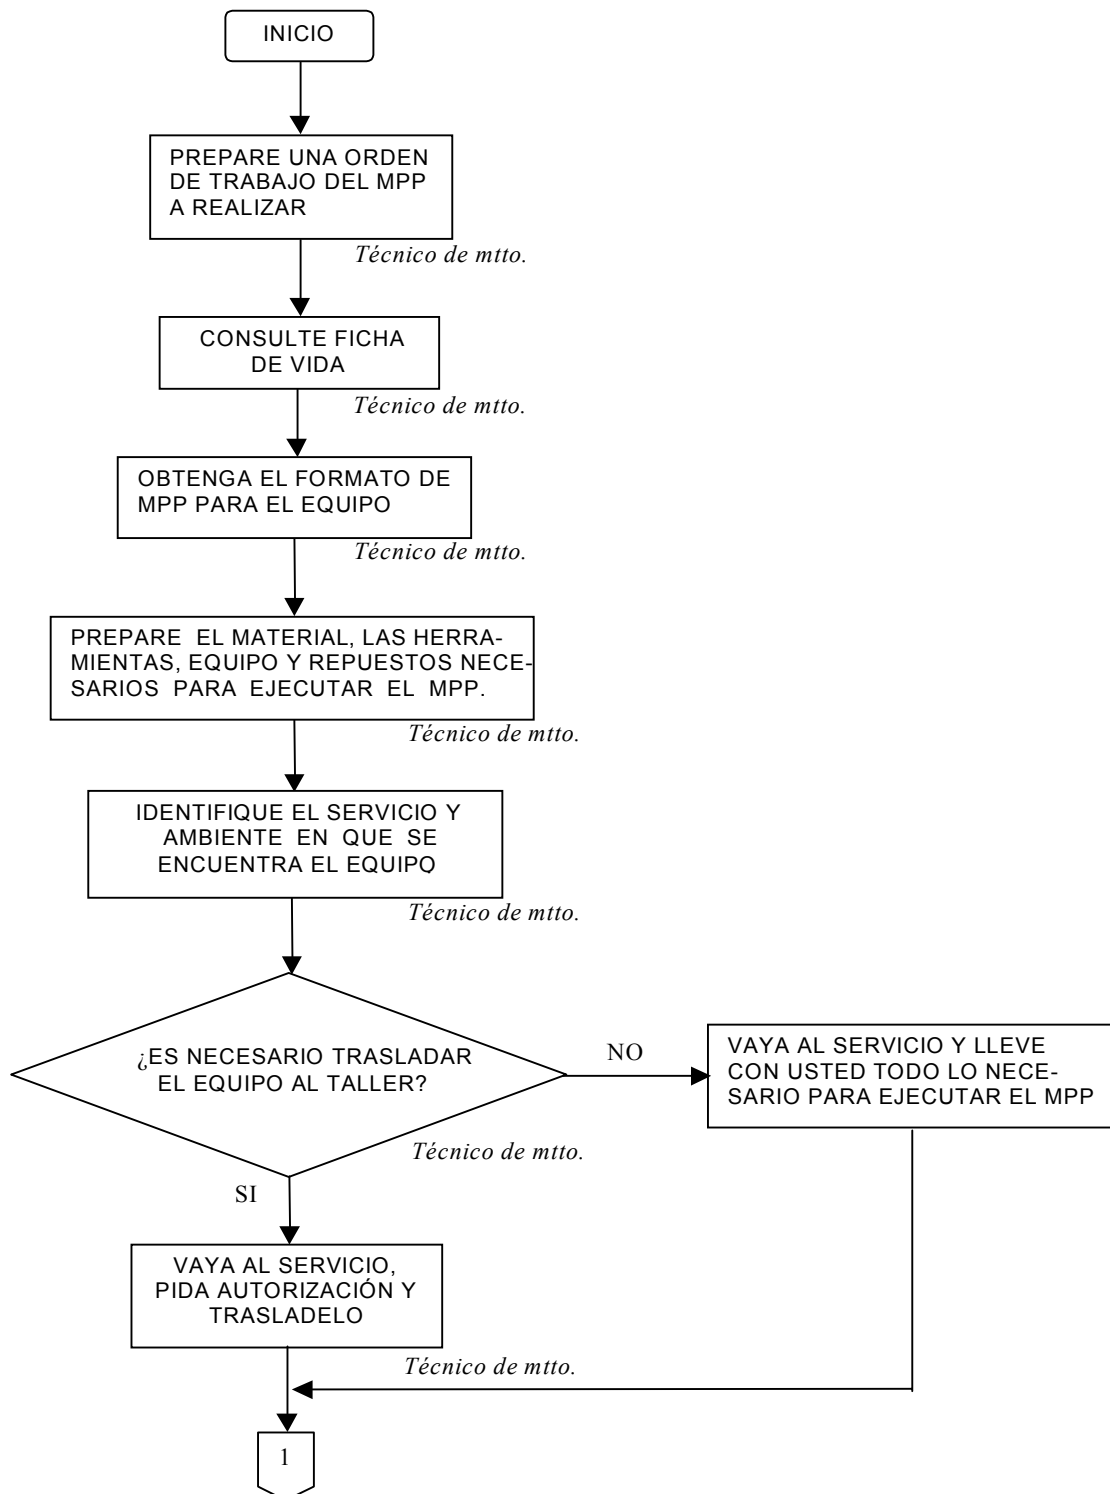 INICIO
PREPARE UNA ORDEN
DE TRABAJO DEL MPP
A REALIZAR
Técnico de mtto.
CONSULTE FICHA
DE VIDA
Técnico de mtto.
OBTENGA EL FORMATO DE
MPP PARA EL EQUIPO
Técnico de mtto.
PREPARE EL MATERIAL, LAS HERRA-
MIENTAS, EQUIPO Y REPUESTOS NECE-
SARIOS PARA EJECUTAR EL MPP.
Técnico de mtto.
IDENTIFIQUE EL SERVICIO Y
AMBIENTE EN QUE SE
ENCUENTRA EL EQUIPO
Técnico de mtto.
¿ES NECESARIO TRASLADAR
EL EQUIPO AL TALLER?
Técnico de mtto.
NO
VAYA AL SERVICIO Y LLEVE
CON USTED TODO LO NECE-
SARIO PARA EJECUTAR EL MPP
SI
VAYA AL SERVICIO,
PIDA AUTORIZACIÓN Y
TRASLADELO
Técnico de mtto.
1